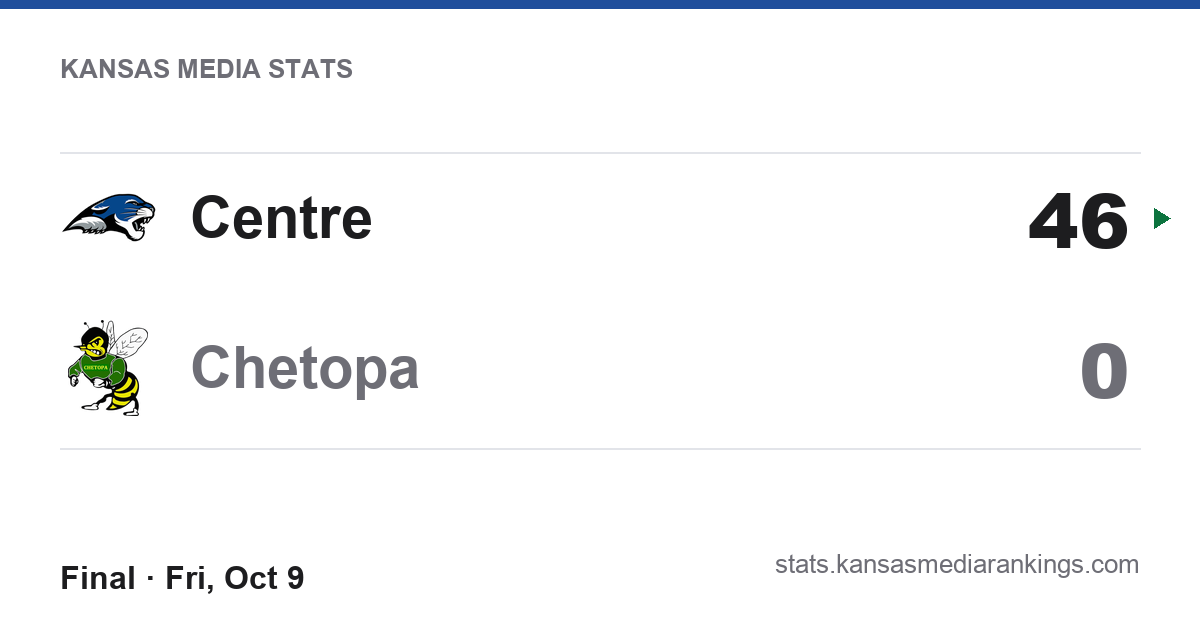 KANSAS MEDIA STATS
Centre 46
CHETOPA
Chetopa 0
Final · Fri, Oct 9
stats.kansasmediarankings.com